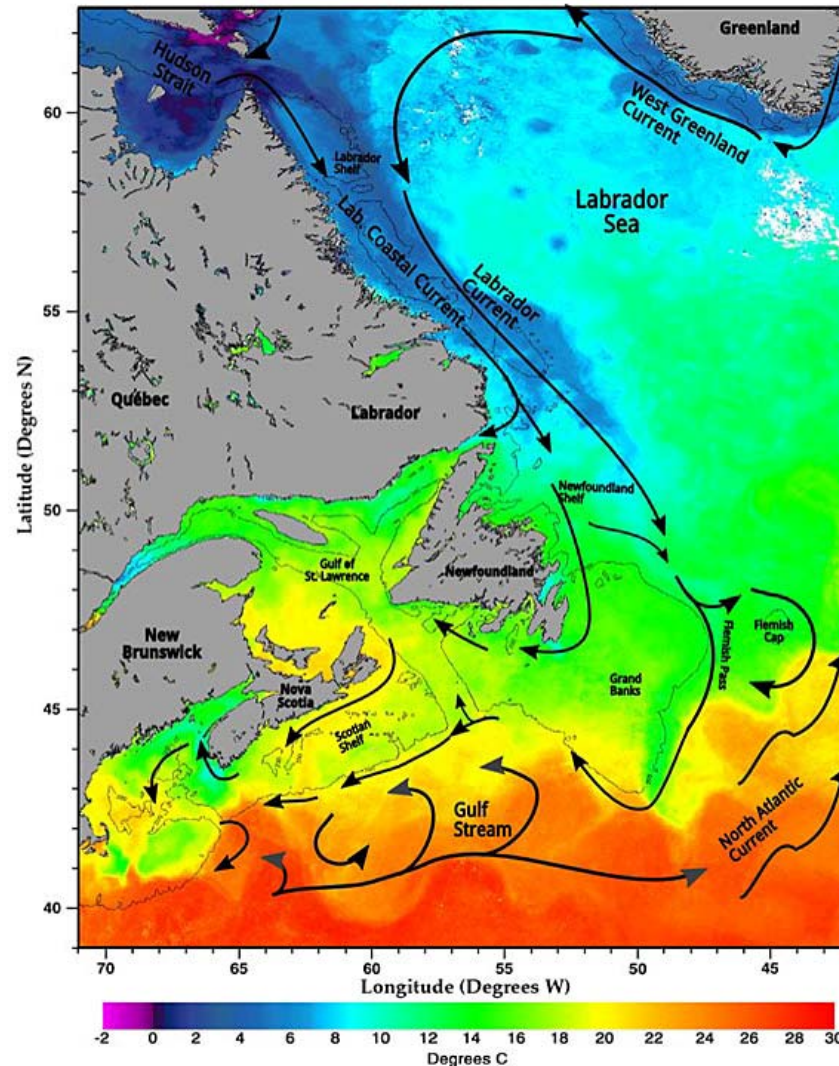 Greenland
Hudson
Strait
60
West Greenland
Current
Labrador
Shelf
Labrador
Sea
Lab. Coastal Current
Labrador
Current
55
Latitude (Degrees N)
Québec
Labrador
50
Newfoundland
Shelf
Gulf of
St. Lawrence
Newfoundland
New
Brunswick
Flemish
Cap
Flemish Pass
Nova
Scotia
Grand
Banks
45
Scotian
Shelf
Gulf
Stream
North Atlantic
Current
40
70 65 60 55 50 45
Longitude (Degrees W)
-2 0 2 4 6 8 10 12 14 16 18 20 22 24 26 28 30
Degrees C